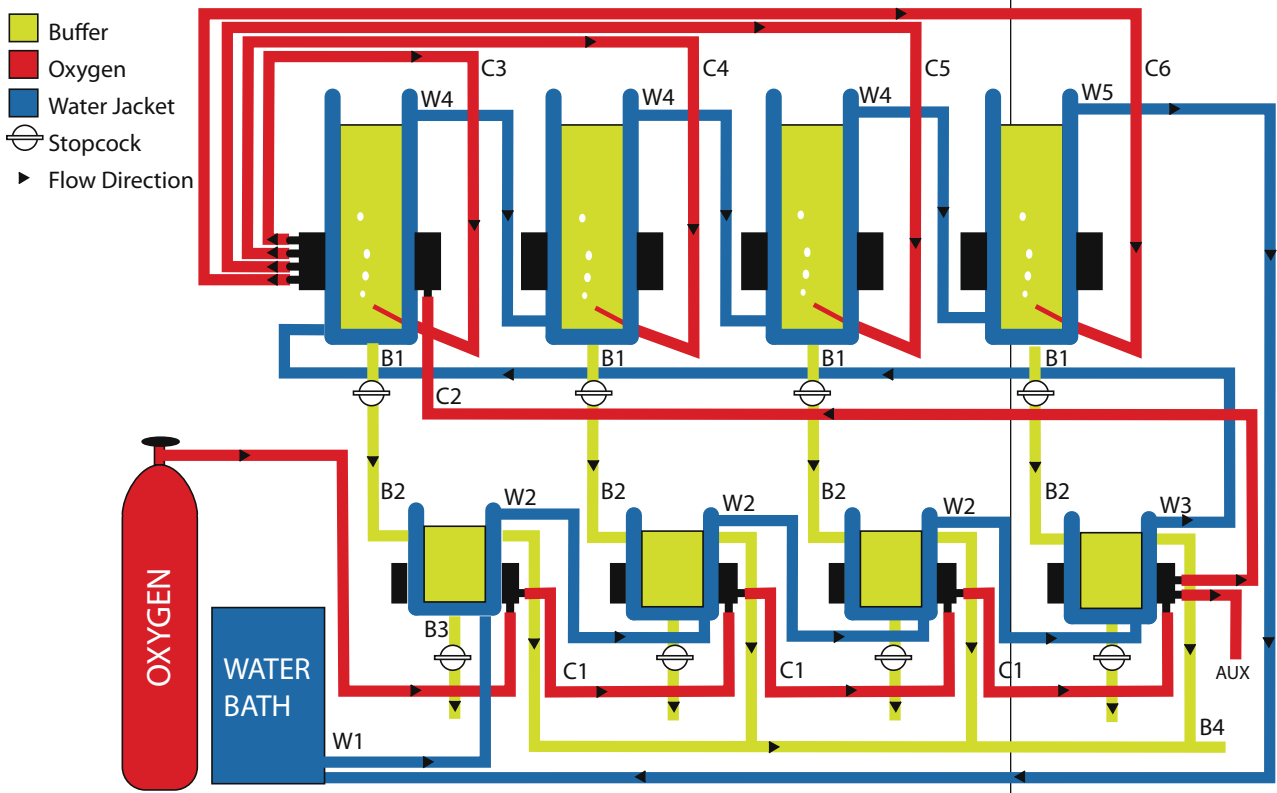 Buffer
Oxygen
Water Jacket
Stopcock
Flow Direction
C3
C4
C5
C6
W4
W4
W4
W5
B1
B1
B1
B1
C2
B2
W2
B2
W2
B2
W2
B2
W3
OXYGEN
WATER
BATH
B3
C1
C1
C1
AUX
W1
B4